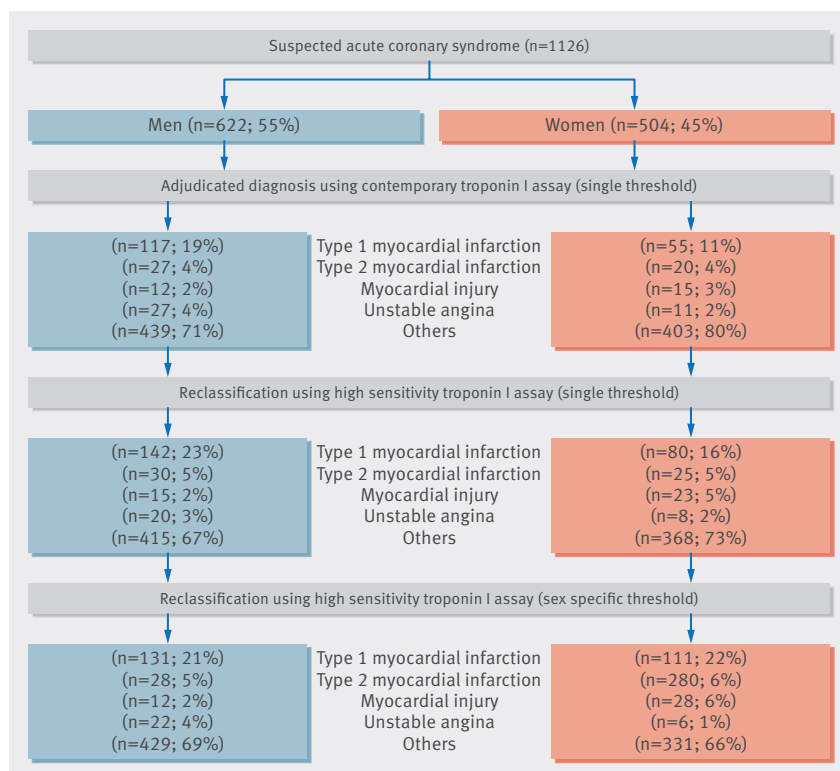 Suspected acute coronary syndrome (n=1126)
Men (n=622; 55%)
Women (n=504; 45%)
Adjudicated diagnosis using contemporary troponin I assay (single threshold)
(n=117; 19%) Type 1 myocardial infarction (n=55; 11%)
(n=27; 4%) Type 2 myocardial infarction (n=20; 4%)
(n=12; 2%) Myocardial injury (n=15; 3%)
(n=27; 4%) Unstable angina (n=11; 2%)
(n=439; 71%) Others (n=403; 80%)
Reclassification using high sensitivity troponin I assay (single threshold)
(n=142; 23%) Type 1 myocardial infarction (n=80; 16%)
(n=30; 5%) Type 2 myocardial infarction (n=25; 5%)
(n=15; 2%) Myocardial injury (n=23; 5%)
(n=20; 3%) Unstable angina (n=8; 2%)
(n=415; 67%) Others (n=368; 73%)
Reclassification using high sensitivity troponin I assay (sex specific threshold)
(n=131; 21%) Type 1 myocardial infarction (n=111; 22%)
(n=28; 5%) Type 2 myocardial infarction (n=280; 6%)
(n=12; 2%) Myocardial injury (n=28; 6%)
(n=22; 4%) Unstable angina (n=6; 1%)
(n=429; 69%) Others (n=331; 66%)